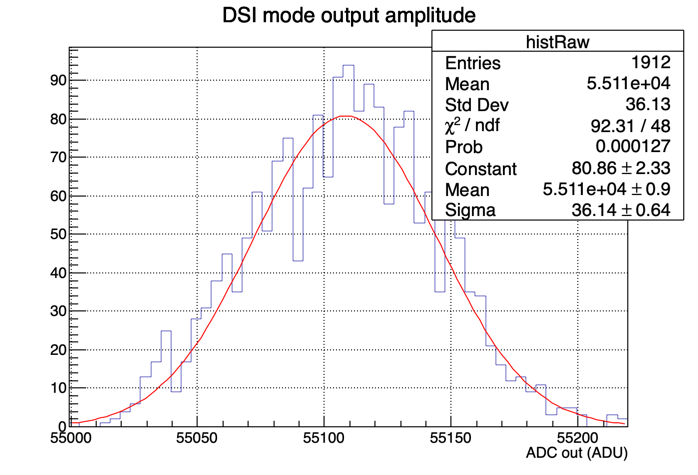 DSI mode output amplitude
histRaw
Entries 1912
Mean 5.511e+04
Std Dev 36.13
χ² / ndf 92.31 / 48
Prob 0.000127
Constant 80.86 ± 2.33
Mean 5.511e+04 ± 0.9
Sigma 36.14 ± 0.64
90
80
70
60
50
40
30
20
10
0
55000 55050 55100 55150 55200
ADC out (ADU)